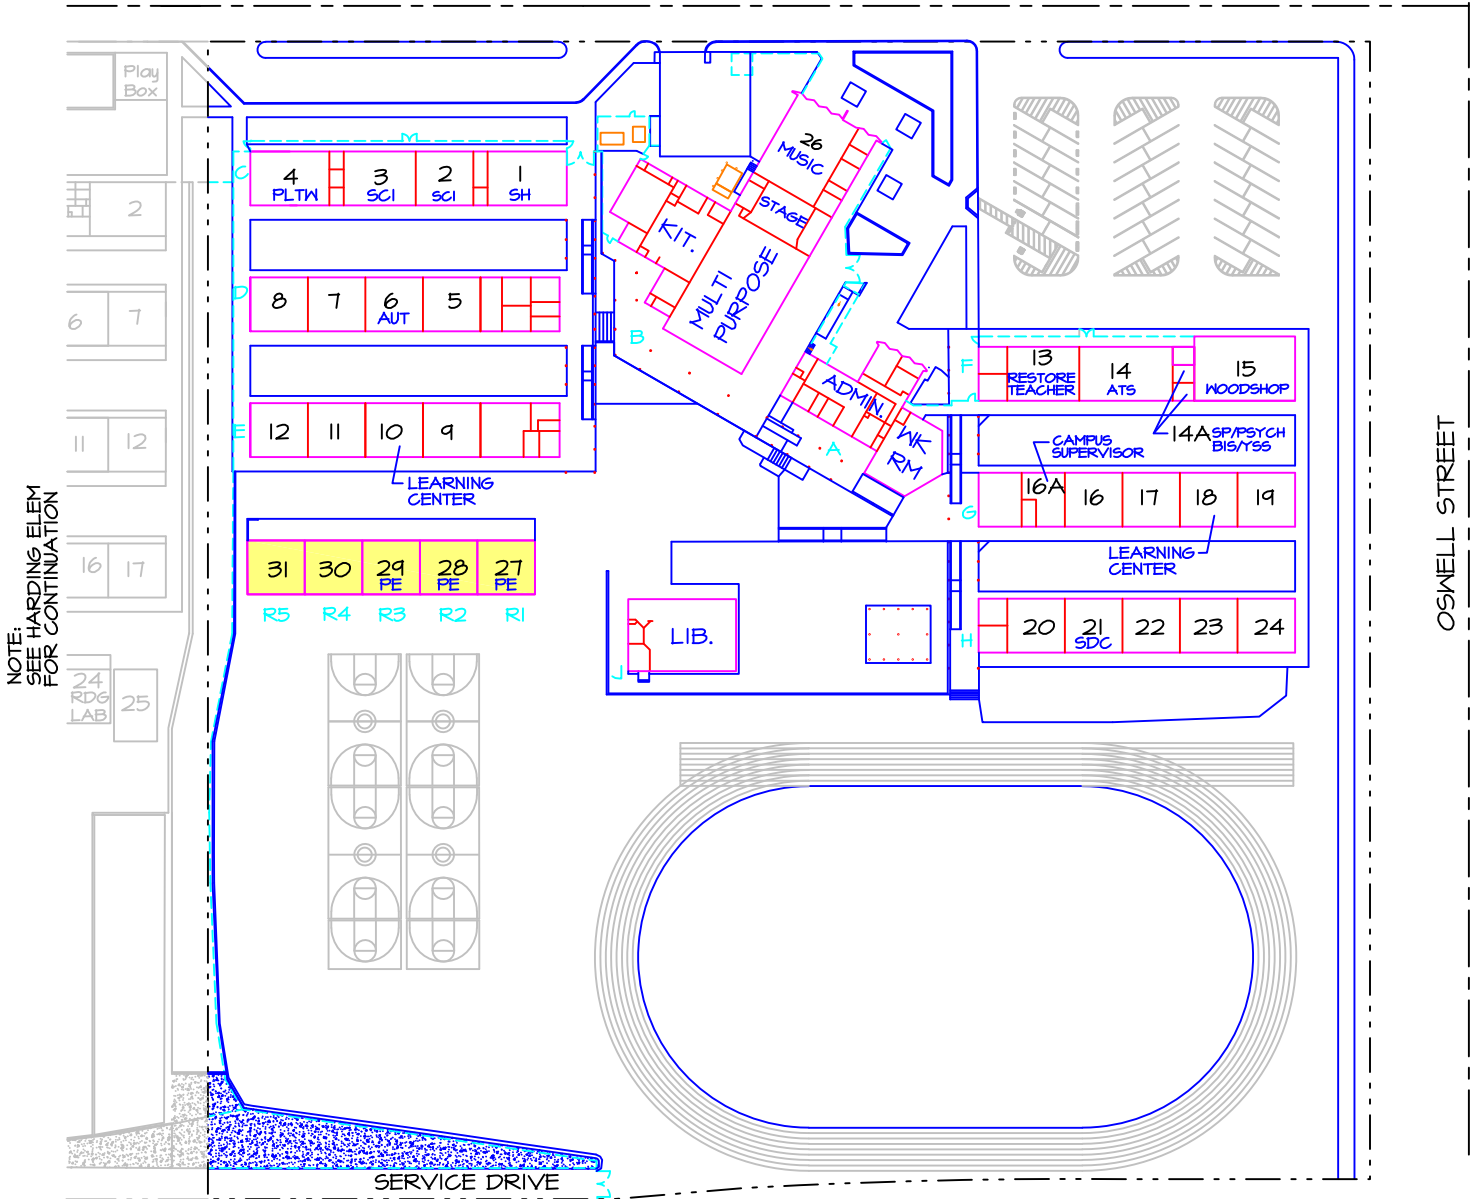 Play
Box
2
6
7
11
12
16
17
24
RDG
LAB
25
NOTE:
SEE HARDING ELEM
FOR CONTINUATION
C
4
PLTW
3
SCI
2
SCI
1
SH
D
8
7
6
AUT
5
E
12
11
10
9
LEARNING
CENTER
31
30
29
PE
28
PE
27
PE
R5
R4
R3
R2
R1
26
MUSIC
STAGE
KIT.
MULTI
PURPOSE
B
ADMIN.
WK
RM
A
F
13
RESTORE
TEACHER
14
ATS
15
WOODSHOP
14A
SP/PSYCH
BIS/YSS
CAMPUS
SUPERVISOR
G
16A
16
17
18
19
LEARNING
CENTER
H
20
21
SDC
22
23
24
LIB.
J
OSWELL STREET
SERVICE DRIVE